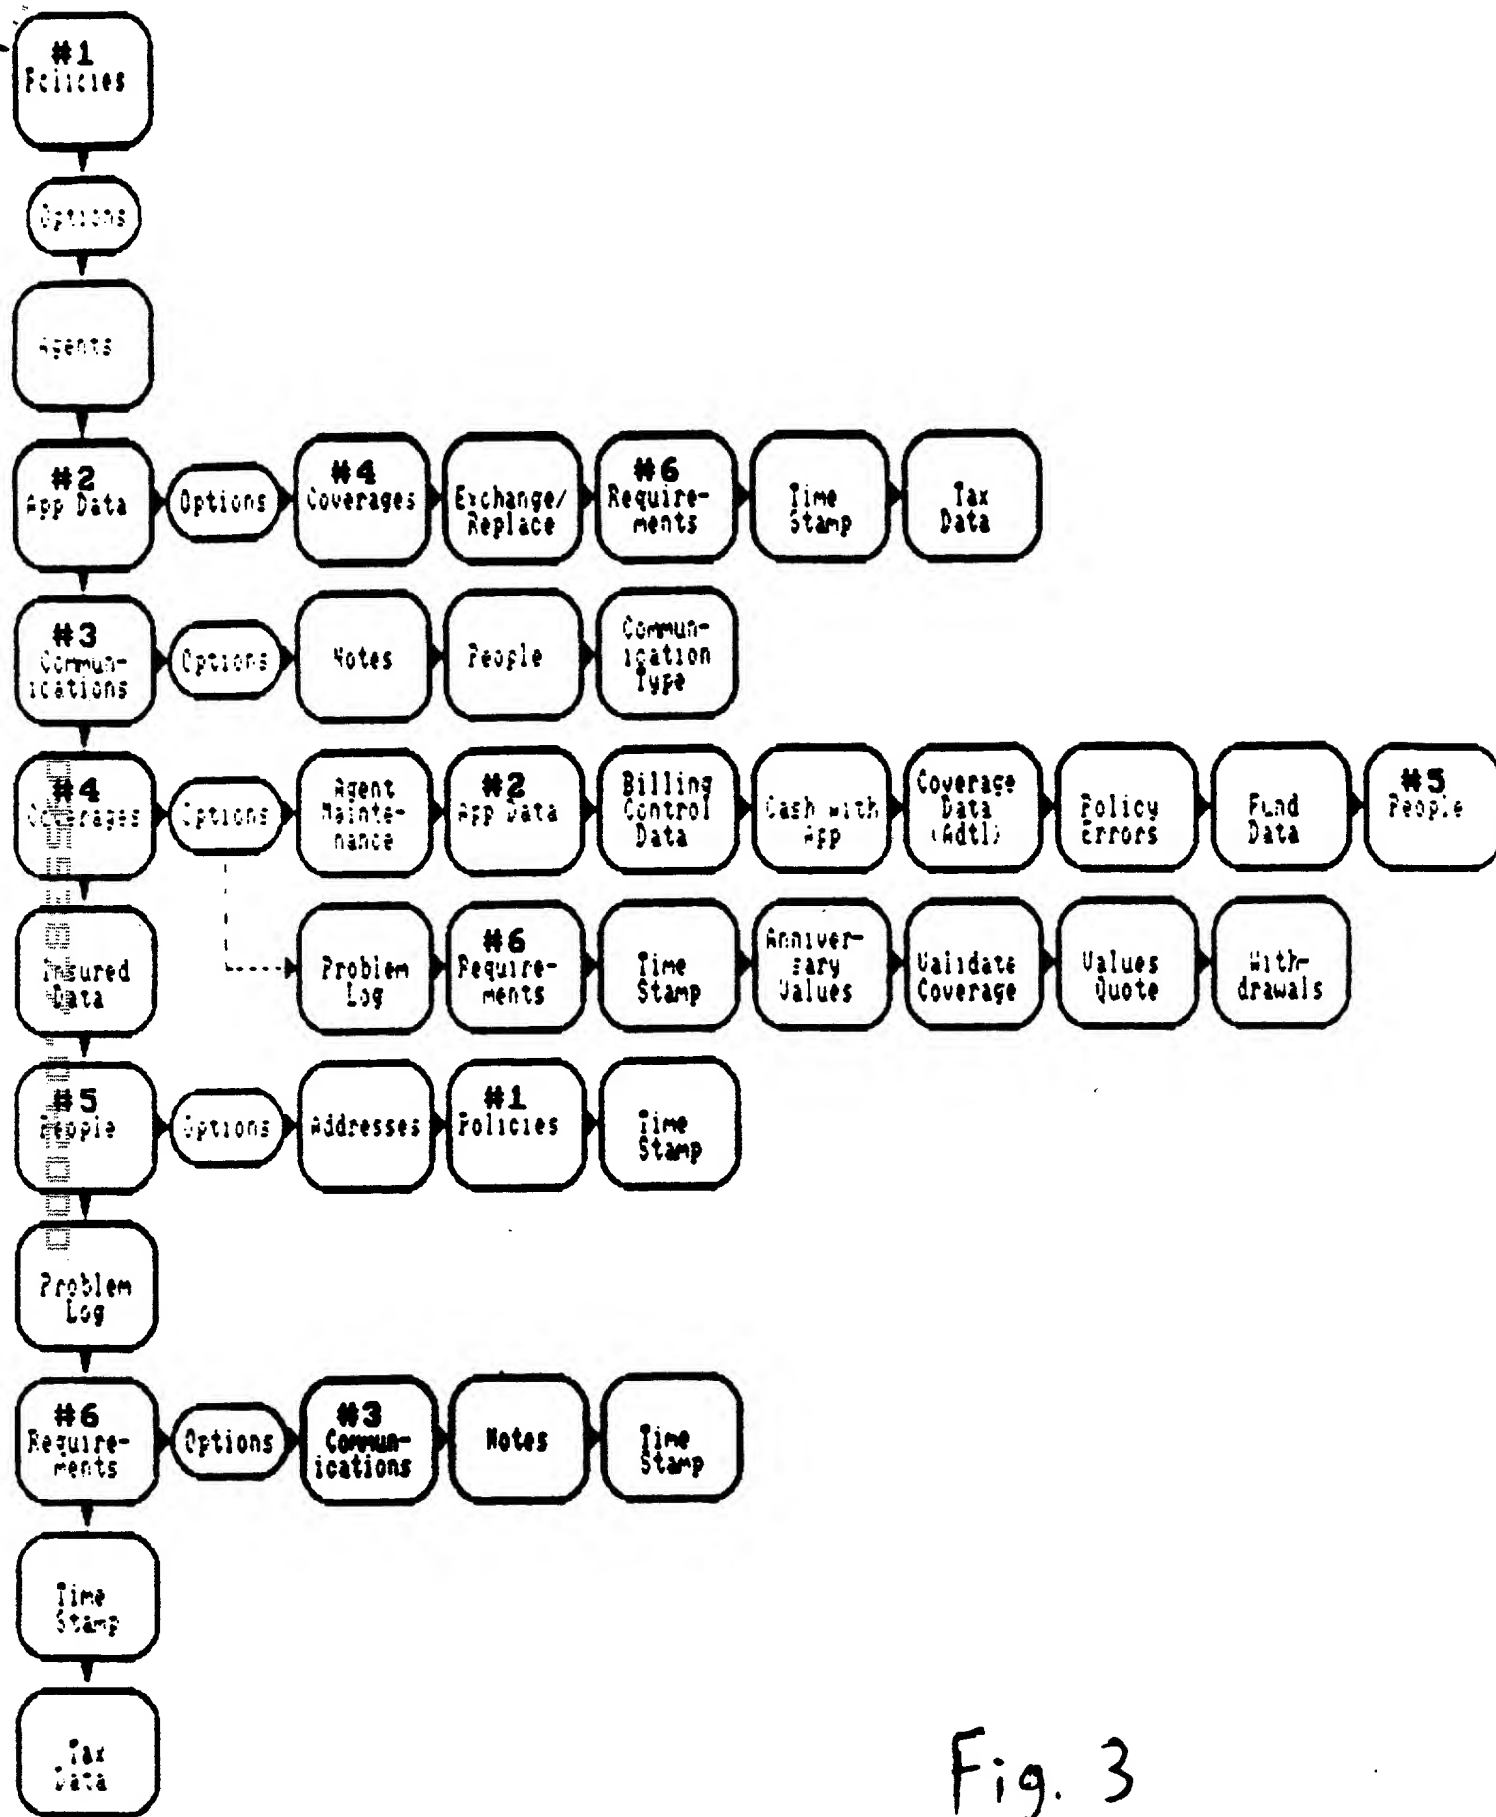 #1
Policies
Options
Agents
#2
App Data
Options
#4
Coverages
Exchange/
Replace
#6
Require-
ments
Time
Stamp
Tax
Data
#3
Commun-
ications
Options
Notes
People
Commun-
ication
Type
#4
Coverages
Options
Agent
Mainte-
nance
#2
App Data
Billing
Control
Data
Cash with
App
Coverage
Data
(Adtl)
Policy
Errors
Fund
Data
#5
People
Insured
Data
Problem
Log
#6
Require-
ments
Time
Stamp
Anniver-
sary
Values
Validate
Coverage
Values
Quote
With-
drawals
#5
People
Options
Addresses
#1
Policies
Time
Stamp
Problem
Log
#6
Require-
ments
Options
#3
Commun-
ications
Notes
Time
Stamp
Time
Stamp
Tax
Data
Fig. 3